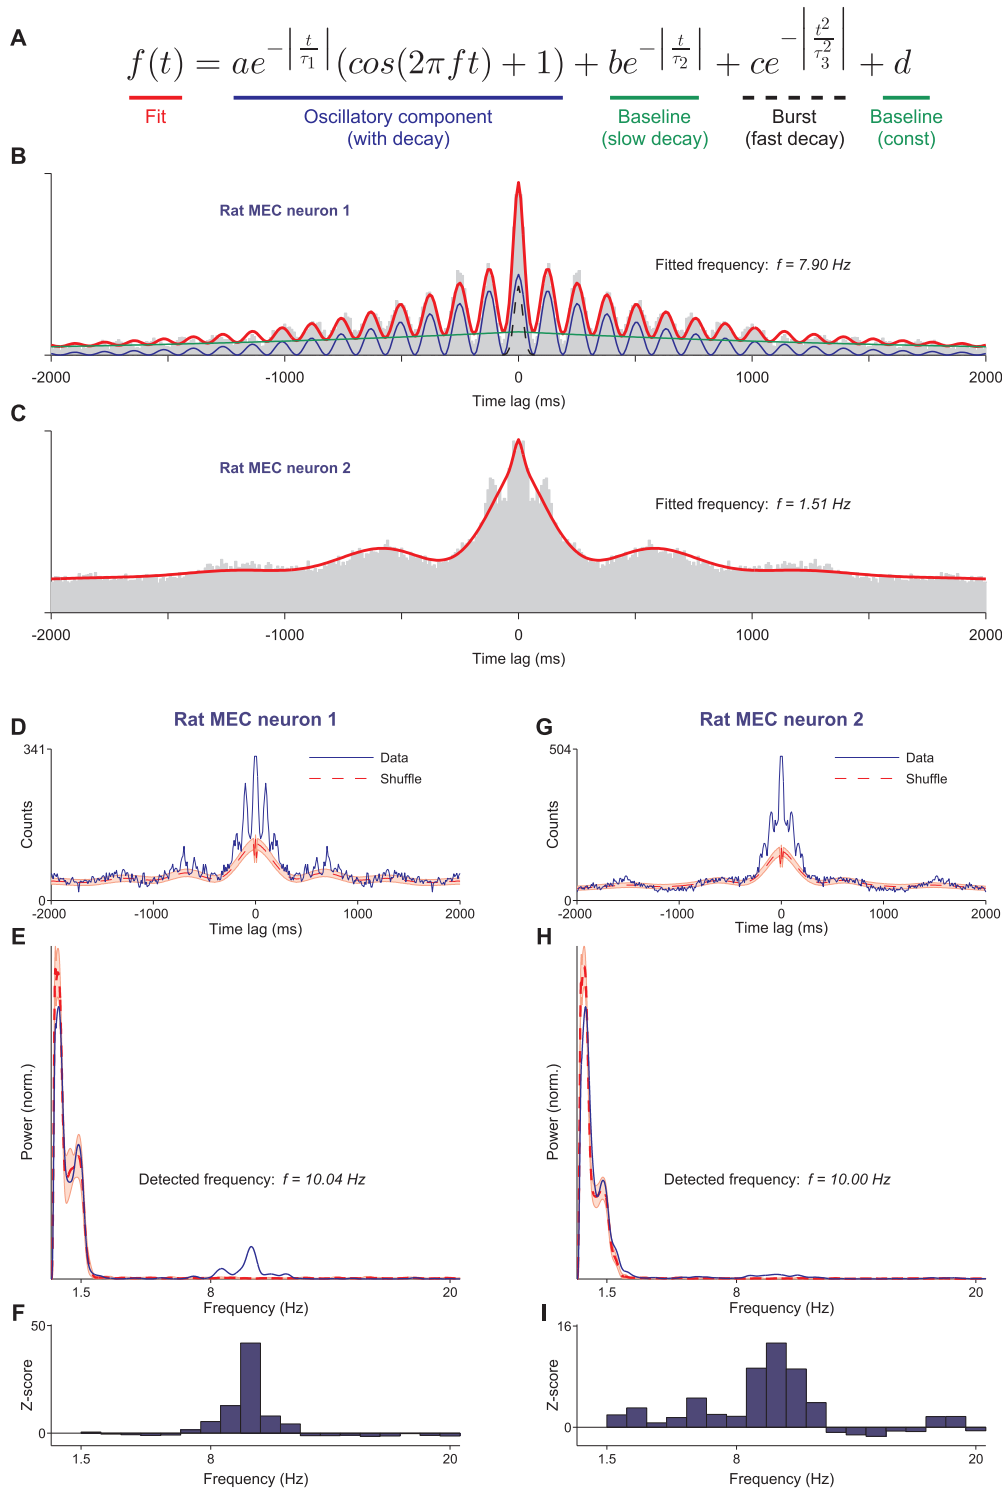 A
f(t) = ae^{-|t/τ₁|}(cos(2πft) + 1) + be^{-|t/τ₂|} + ce^{-|t²/τ₃²|} + d
Fit
Oscillatory component
(with decay)
Baseline
(slow decay)
Burst
(fast decay)
Baseline
(const)
B
Rat MEC neuron 1
Fitted frequency: f = 7.90 Hz
-2000 -1000 0 1000 2000
Time lag (ms)
C
Rat MEC neuron 2
Fitted frequency: f = 1.51 Hz
-2000 -1000 0 1000 2000
Time lag (ms)
D
Rat MEC neuron 1
341
Data
Shuffle
Counts
0
-2000 -1000 0 1000 2000
Time lag (ms)
E
Power (norm.)
Detected frequency: f = 10.04 Hz
1.5 8 20
Frequency (Hz)
F
50
Z-score
0
1.5 8 20
Frequency (Hz)
G
Rat MEC neuron 2
504
Data
Shuffle
Counts
0
-2000 -1000 0 1000 2000
Time lag (ms)
H
Power (norm.)
Detected frequency: f = 10.00 Hz
1.5 8 20
Frequency (Hz)
I
16
Z-score
0
1.5 8 20
Frequency (Hz)